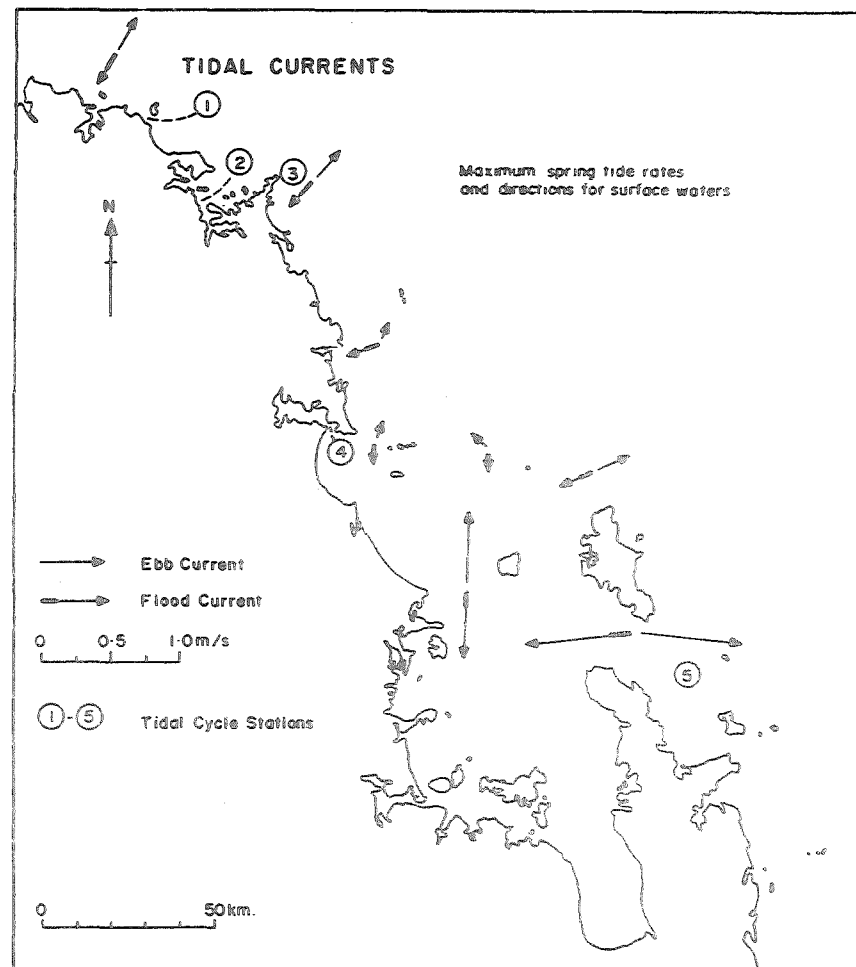 TIDAL CURRENTS
1
2
3
Maximum spring tide rates
and directions for surface waters
N
4
Ebb Current
Flood Current
0 0·5 1·0m/s
5
1 - 5 Tidal Cycle Stations
0 50km.